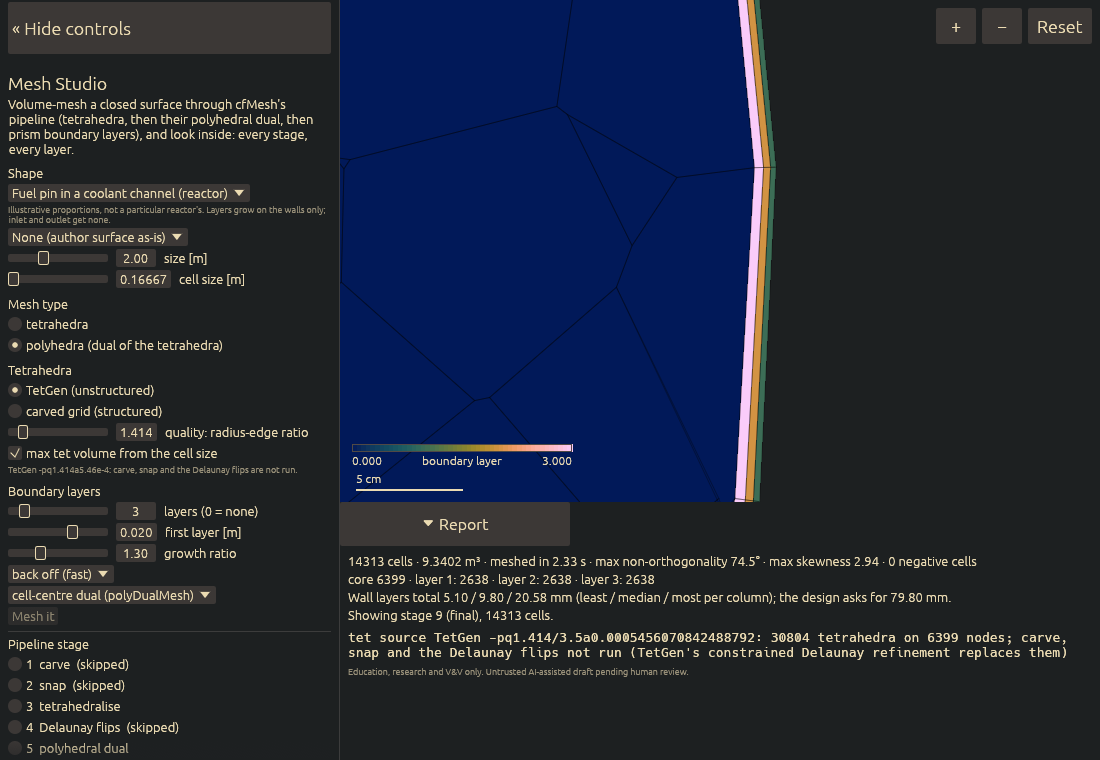 « Hide controls
Mesh Studio
Volume-mesh a closed surface through cfMesh's
pipeline (tetrahedra, then their polyhedral dual, then
prism boundary layers), and look inside: every stage,
every layer.
Shape
Fuel pin in a coolant channel (reactor)
Illustrative proportions, not a particular reactor's. Layers grow on the walls only;
inlet and outlet get none.
None (author surface as-is)
2.00 size [m]
0.16667 cell size [m]
Mesh type
tetrahedra
polyhedra (dual of the tetrahedra)
Tetrahedra
TetGen (unstructured)
carved grid (structured)
1.414 quality: radius-edge ratio
max tet volume from the cell size
TetGen -pq1.414a5.46e-4: carve, snap and the Delaunay flips are not run.
Boundary layers
3 layers (0 = none)
0.020 first layer [m]
1.30 growth ratio
back off (fast)
cell-centre dual (polyDualMesh)
Mesh it
Pipeline stage
1 carve (skipped)
2 snap (skipped)
3 tetrahedralise
4 Delaunay flips (skipped)
5 polyhedral dual
+ − Reset
0.000 boundary layer 3.000
5 cm
Report
14313 cells · 9.3402 m³ · meshed in 2.33 s · max non-orthogonality 74.5° · max skewness 2.94 · 0 negative cells
core 6399 · layer 1: 2638 · layer 2: 2638 · layer 3: 2638
Wall layers total 5.10 / 9.80 / 20.58 mm (least / median / most per column); the design asks for 79.80 mm.
Showing stage 9 (final), 14313 cells.
tet source TetGen -pq1.414/3.5a0.0005456070842488792: 30804 tetrahedra on 6399 nodes; carve,
snap and the Delaunay flips not run (TetGen's constrained Delaunay refinement replaces them)
Education, research and V&V only. Untrusted AI-assisted draft pending human review.